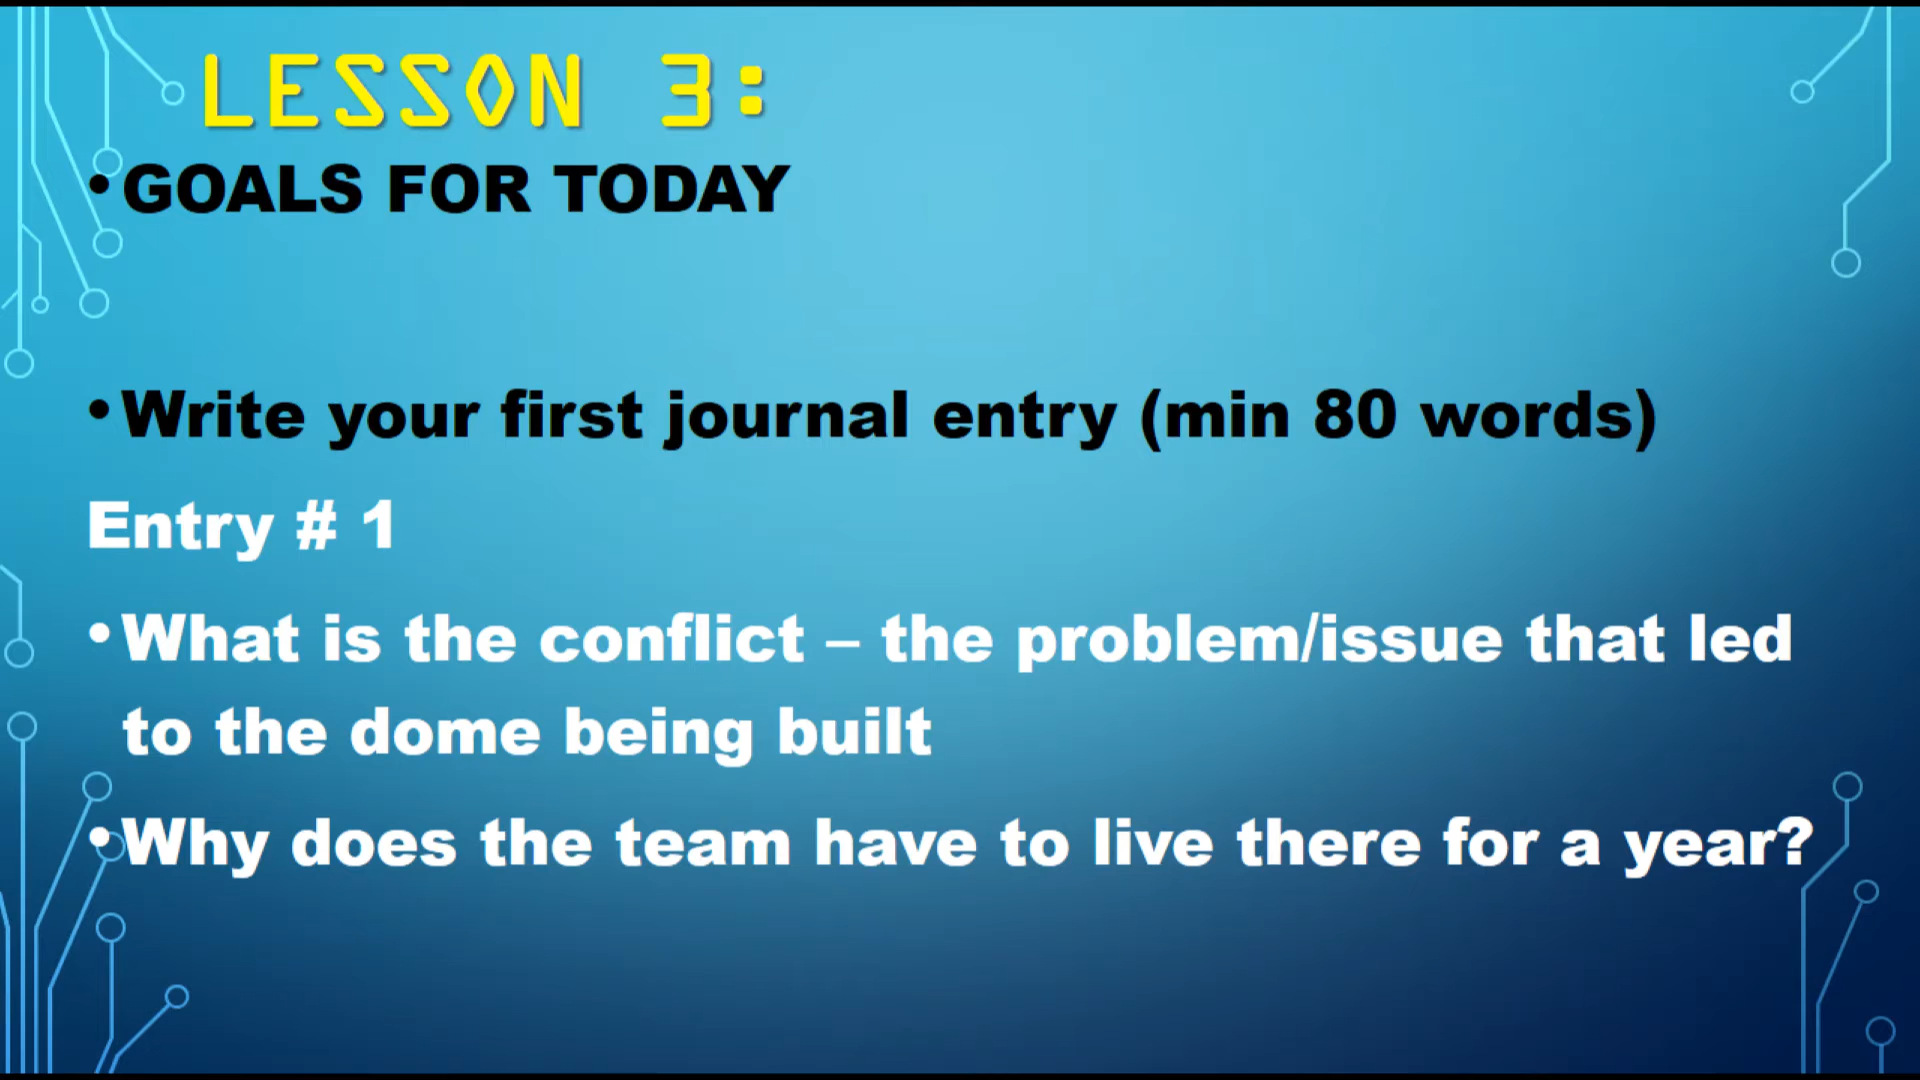 LESSON 3:
• GOALS FOR TODAY
• Write your first journal entry (min 80 words)
Entry # 1
• What is the conflict – the problem/issue that led
to the dome being built
• Why does the team have to live there for a year?